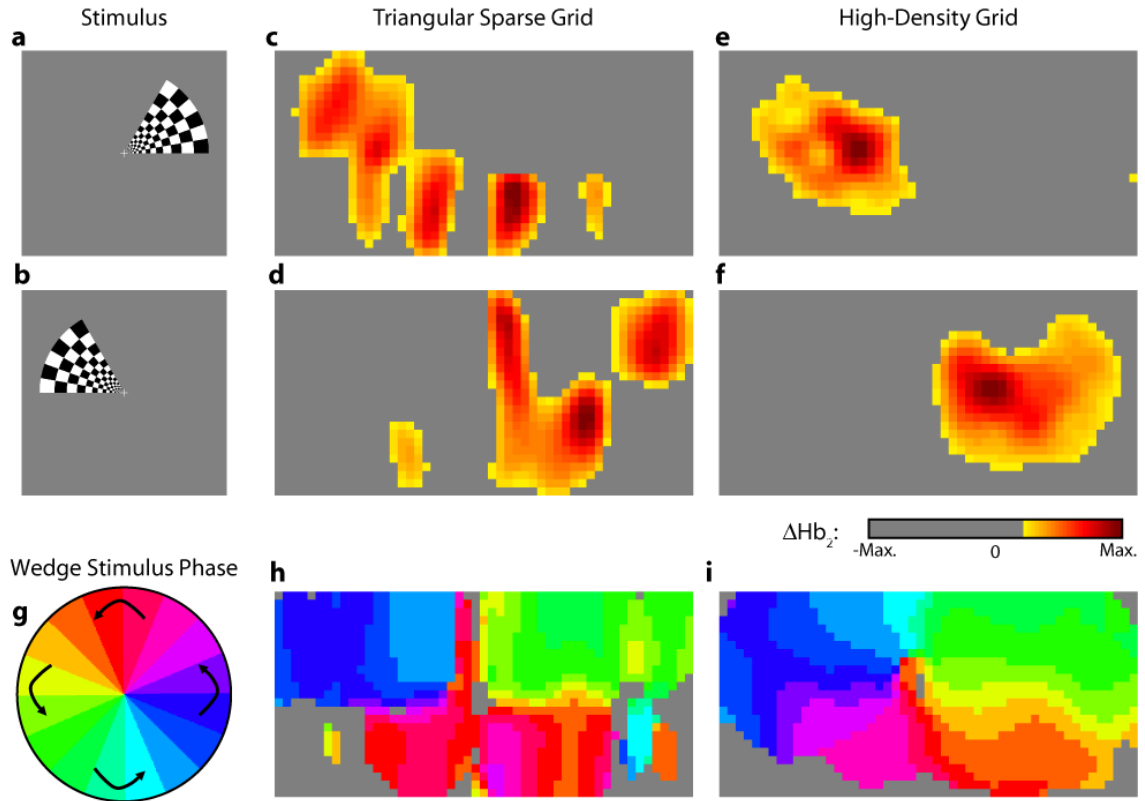 Stimulus
Triangular Sparse Grid
High-Density Grid
a
c
e
b
d
f
ΔHb₂:
-Max.
0
Max.
Wedge Stimulus Phase
g
h
i